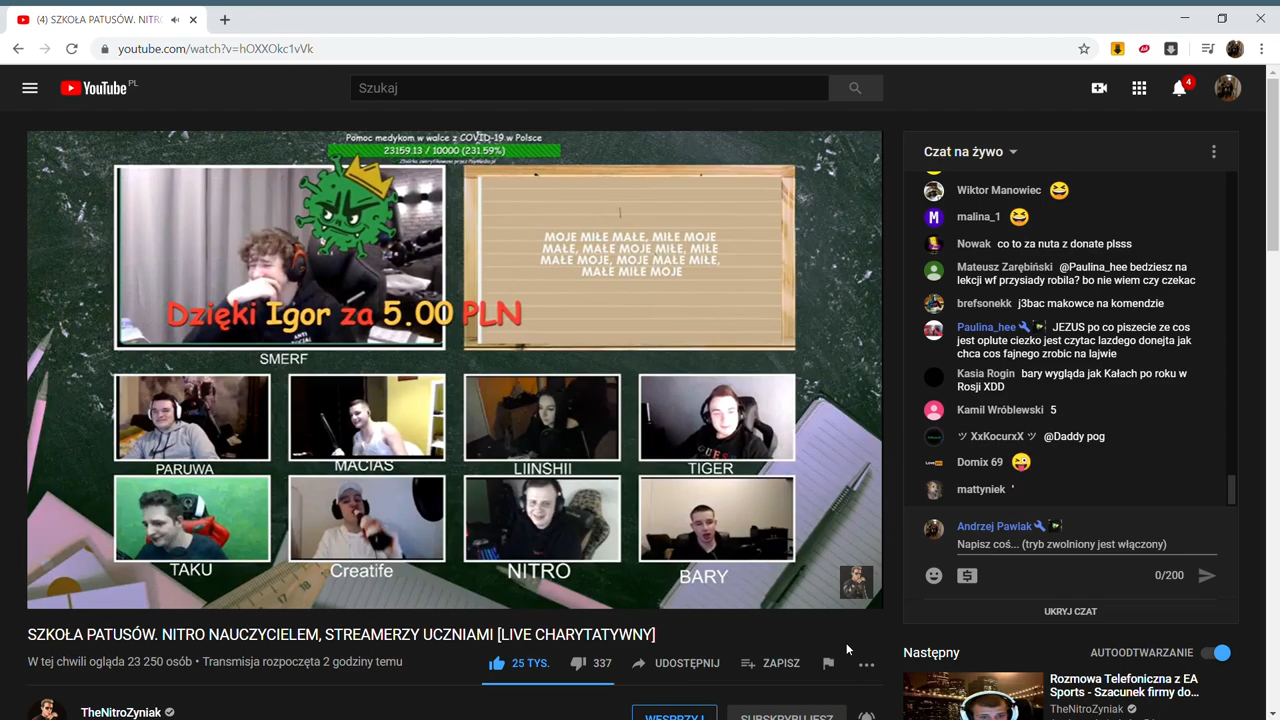 (4) SZKOŁA PATUSÓW. NITRO
youtube.com/watch?v=hOXXOkc1vVk
YouTube PL
Szukaj
4
Pomoc medykom w walce z COVID-19 w Polsce
23159.13 / 10000 (231.59%)
Zbiórka zweryfikowana przez
MOJE MIŁE MAŁE, MIŁE MOJE
MAŁE, MAŁE MOJE MIŁE, MIŁE
MAŁE MOJE, MOJE MAŁE MIŁE,
MAŁE MIŁE MOJE
Dzięki Igor za 5.00 PLN
SMERF
GUESS
PARUWA
MACIAS
LIINSHII
TIGER
TAKU
Creatife
NITRO
BARY
SZKOŁA PATUSÓW. NITRO NAUCZYCIELEM, STREAMERZY UCZNIAMI [LIVE CHARYTATYWNY]
W tej chwili ogląda 23 250 osób • Transmisja rozpoczęta 2 godziny temu
25 TYS.
337
UDOSTĘPNIJ
ZAPISZ
TheNitroZyniak
WESPRZYJ
SUBSKRYBUJESZ
Czat na żywo
Wiktor Manowiec 😆
malina_1 😆
Nowak co to za nuta z donate plsss
Mateusz Zarębiński @Paulina_hee bedziesz na
lekcji wf przysiady robila? bo nie wiem czy czekac
brefsonekk j3bac makowce na komendzie
Paulina_hee JEZUS po co piszecie ze cos
jest oplute ciezko jest czytac lazdego donejta jak
chca cos fajnego zrobic na lajwie
Kasia Rogin bary wygląda jak Kałach po roku w
Rosji XDD
Kamil Wróblewski 5
ツ XxKocurxX ツ @Daddy pog
Domix 69 😜
mattyniek '
Andrzej Pawlak
Napisz coś... (tryb zwolniony jest włączony)
0/200
UKRYJ CZAT
Następny
AUTOODTWARZANIE
Rozmowa Telefoniczna z EA
Sports - Szacunek firmy do...
TheNitroZyniak